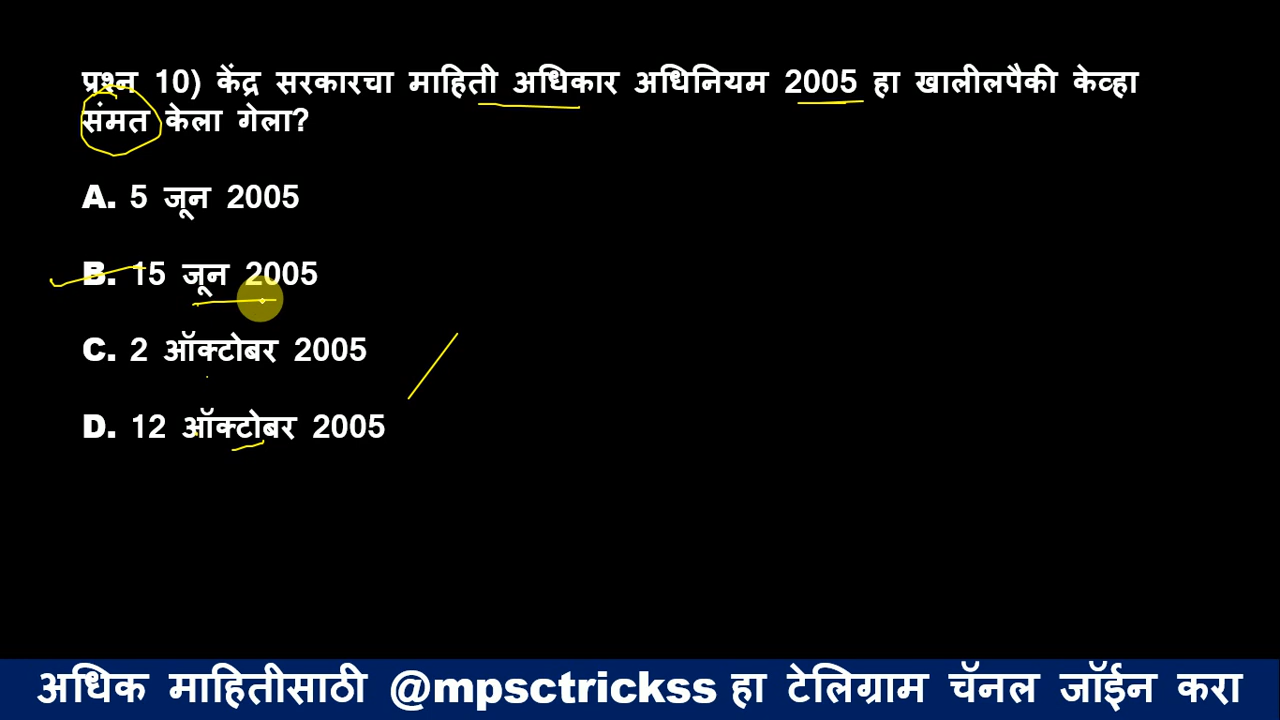 प्रश्न 10) केंद्र सरकारचा माहिती अधिकार अधिनियम 2005 हा खालीलपैकी केव्हा
संमत केला गेला?
A. 5 जून 2005
B. 15 जून 2005
C. 2 ऑक्टोबर 2005
D. 12 ऑक्टोबर 2005
अधिक माहितीसाठी @mpsctrickss हा टेलिग्राम चॅनल जॉईन करा